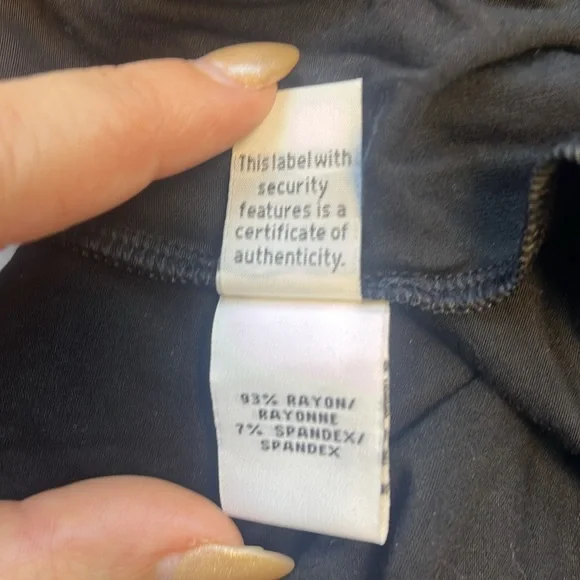 This label with
security
features is a
certificate of
authenticity.
93% RAYON/
RAYONNE
7% SPANDEX/
SPANDEX